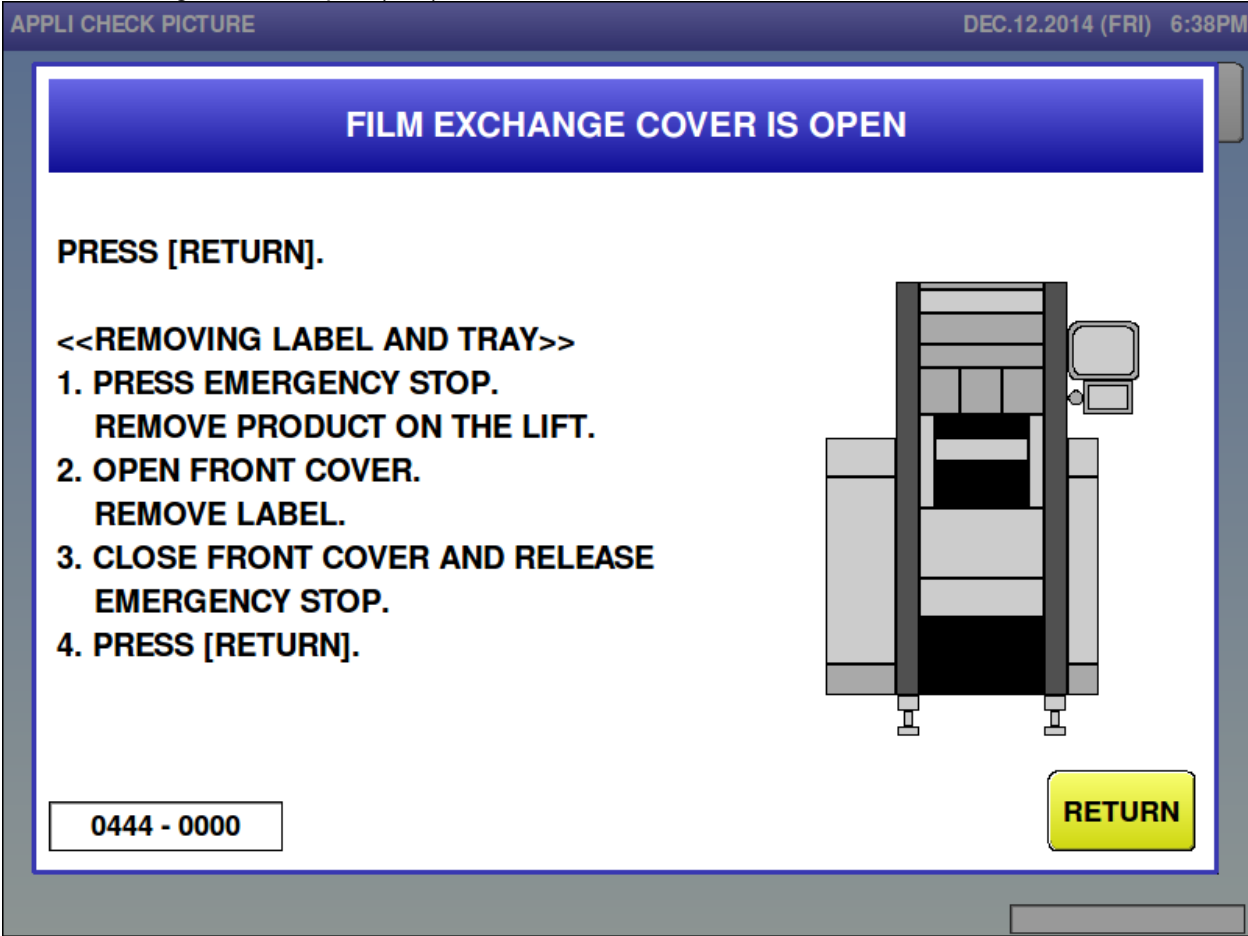 APPLI CHECK PICTURE DEC.12.2014 (FRI) 6:38PM
FILM EXCHANGE COVER IS OPEN
PRESS [RETURN].
<<REMOVING LABEL AND TRAY>>
1. PRESS EMERGENCY STOP.
REMOVE PRODUCT ON THE LIFT.
2. OPEN FRONT COVER.
REMOVE LABEL.
3. CLOSE FRONT COVER AND RELEASE
EMERGENCY STOP.
4. PRESS [RETURN].
0444 - 0000
RETURN